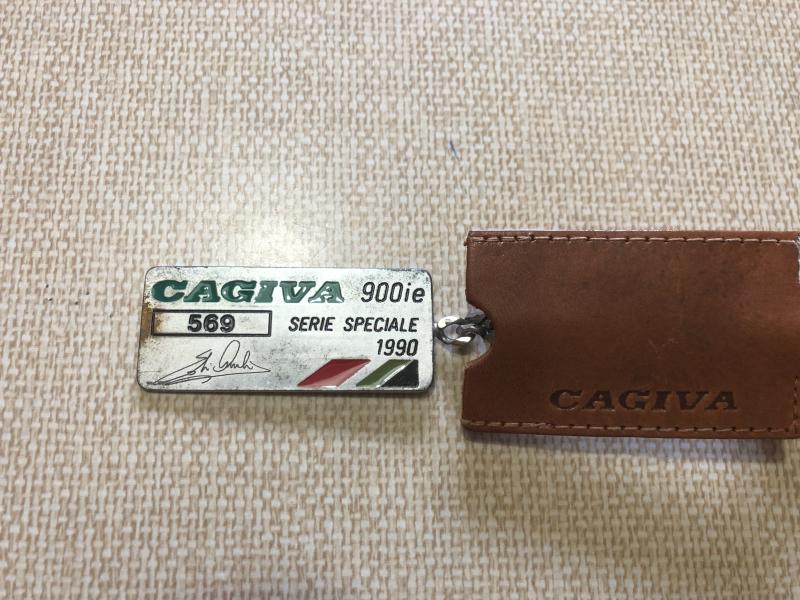 CAGIVA 900ie
569 SERIE SPECIALE
1990
CAGIVA